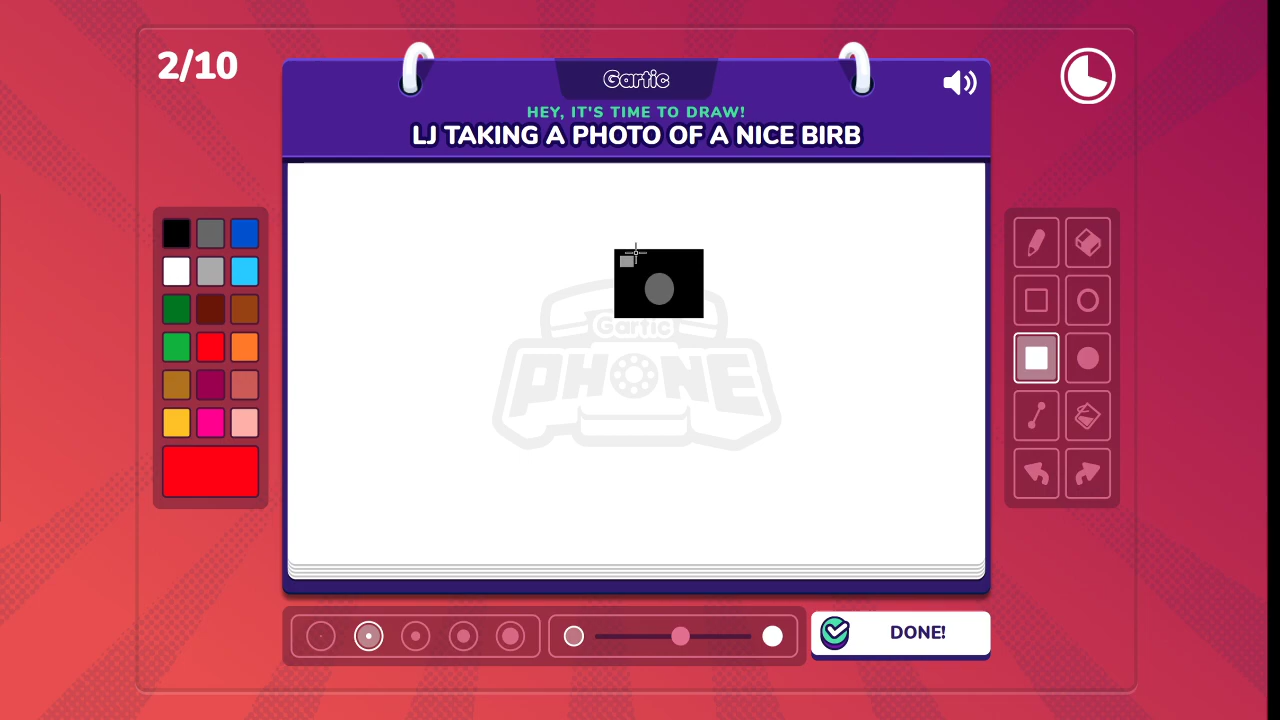 2/10
Gartic
HEY, IT'S TIME TO DRAW!
LJ TAKING A PHOTO OF A NICE BIRB
Gartic
PHONE
DONE!